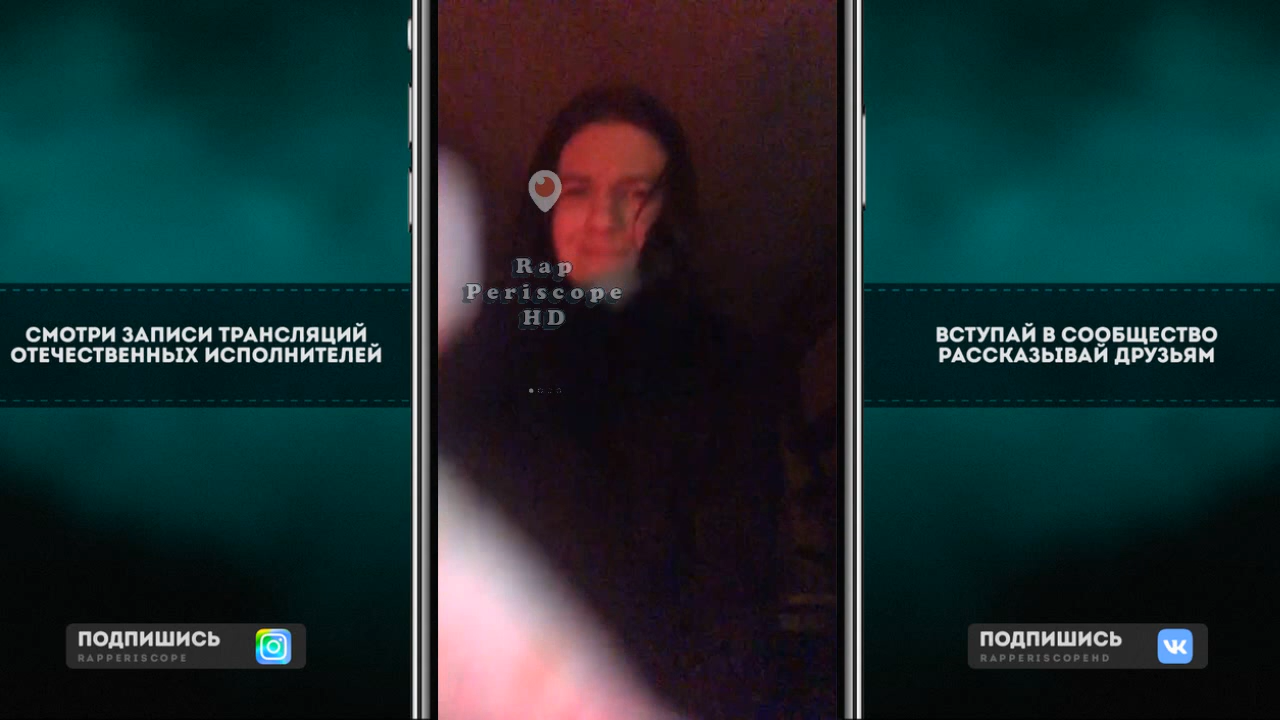 СМОТРИ ЗАПИСИ ТРАНСЛЯЦИЙ
ОТЕЧЕСТВЕННЫХ ИСПОЛНИТЕЛЕЙ
Rap
Periscope
HD
ВСТУПАЙ В СООБЩЕСТВО
РАССКАЗЫВАЙ ДРУЗЬЯМ
ПОДПИШИСЬ
RAPPERISCOPE
ПОДПИШИСЬ
RAPPERISCOPEHD